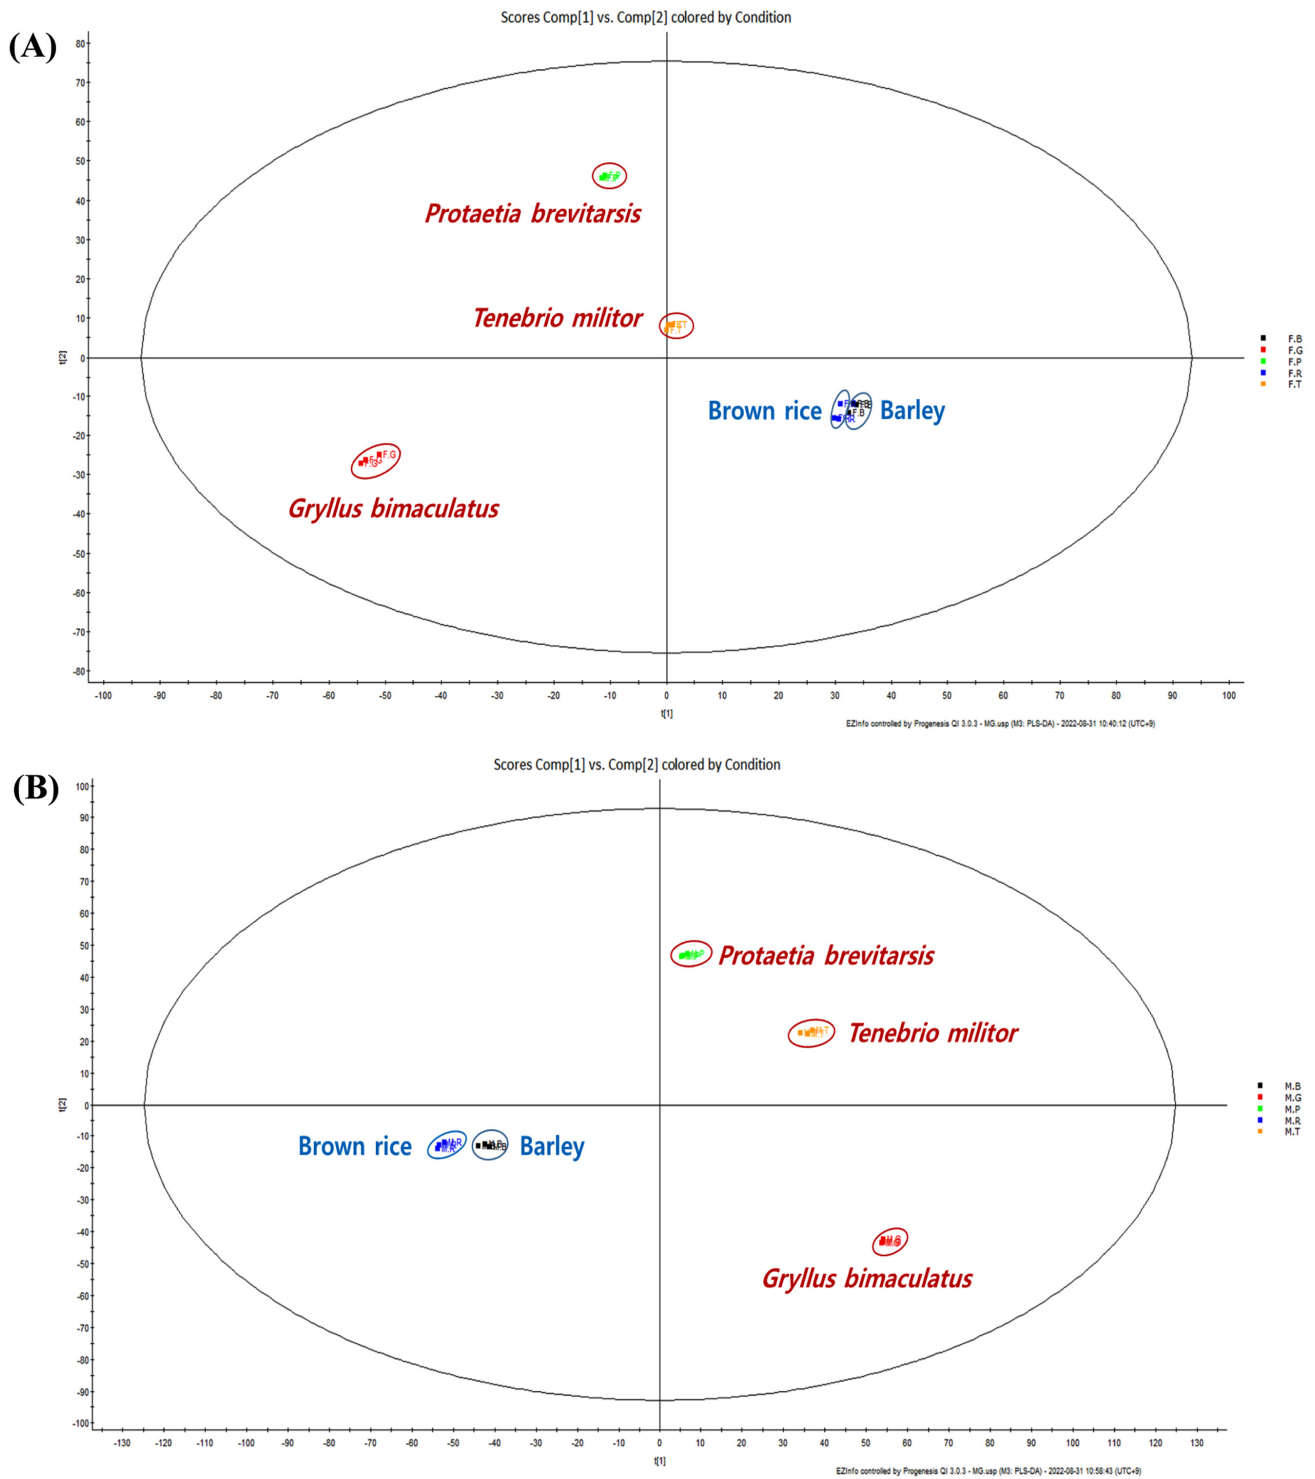 Scores Comp[1] vs. Comp[2] colored by Condition
(A)
80
70
60
50
40
30
20
10
0
-10
-20
-30
-40
-50
-60
-70
-80
t[2]
Protaetia brevitarsis
Tenebrio militor
Brown rice
F.B
Barley
F.G
Gryllus bimaculatus
F.B
F.G
F.P
F.R
F.T
-100 -90 -80 -70 -60 -50 -40 -30 -20 -10 0 10 20 30 40 50 60 70 80 90 100
t[1]
EZInfo controlled by Progenesis QI 3.0.3 - MG.usp (M3: PLS-DA) - 2022-08-31 10:40:12 (UTC+9)
Scores Comp[1] vs. Comp[2] colored by Condition
(B)
100
90
80
70
60
50
40
30
20
10
0
-10
-20
-30
-40
-50
-60
-70
-80
-90
-100
t[2]
Protaetia brevitarsis
Tenebrio militor
Brown rice
Barley
Gryllus bimaculatus
M.B
M.G
M.P
M.R
M.T
-130 -120 -110 -100 -90 -80 -70 -60 -50 -40 -30 -20 -10 0 10 20 30 40 50 60 70 80 90 100 110 120 130
t[1]
EZInfo controlled by Progenesis QI 3.0.3 - MG.usp (M3: PLS-DA) - 2022-08-31 10:58:43 (UTC+9)